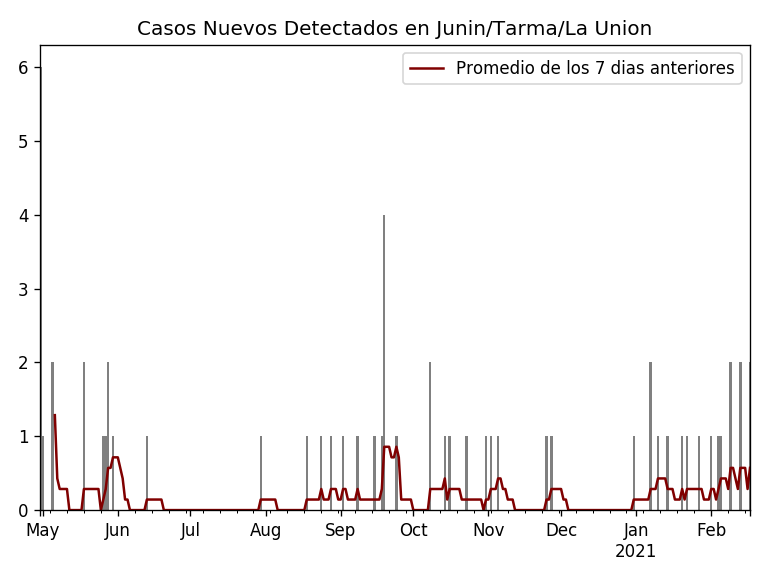 Casos Nuevos Detectados en Junin/Tarma/La Union
Promedio de los 7 dias anteriores
6
5
4
3
2
1
0
May Jun Jul Aug Sep Oct Nov Dec Jan Feb
2021